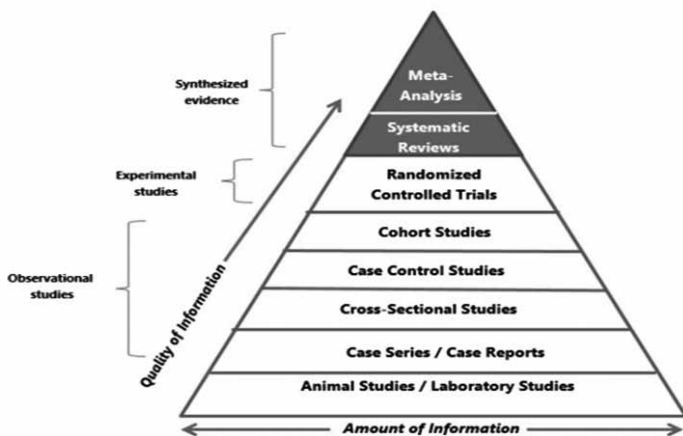 Synthesized
evidence
Experimental
studies
Observational
studies
Quality of Information
Meta-
Analysis
Systematic
Reviews
Randomized
Controlled Trials
Cohort Studies
Case Control Studies
Cross-Sectional Studies
Case Series / Case Reports
Animal Studies / Laboratory Studies
Amount of Information